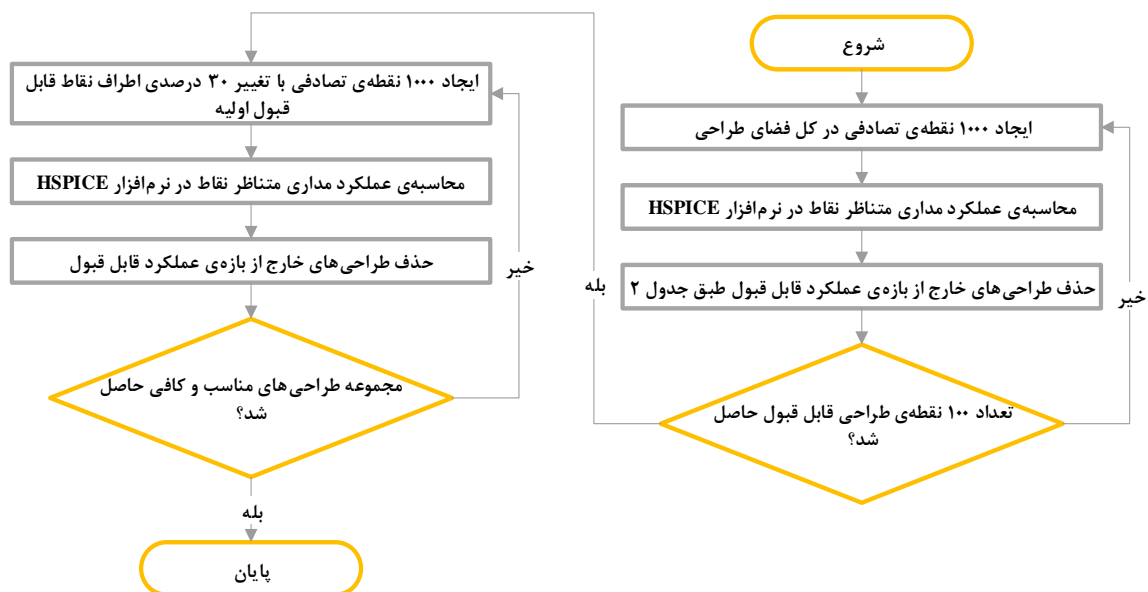 شروع
ایجاد ۱۰۰۰ نقطه‌ی تصادفی در کل فضای طراحی
محاسبه‌ی عملکرد مداری متناظر نقاط در نرم‌افزار HSPICE
حذف طراحی‌های خارج از بازه‌ی عملکرد قابل قبول طبق جدول ۲
تعداد ۱۰۰ نقطه‌ی طراحی قابل قبول حاصل
شد؟
خیر
بله
ایجاد ۱۰۰۰ نقطه‌ی تصادفی با تغییر ۳۰ درصدی اطراف نقاط قابل
قبول اولیه
محاسبه‌ی عملکرد مداری متناظر نقاط در نرم‌افزار HSPICE
حذف طراحی‌های خارج از بازه‌ی عملکرد قابل قبول
مجموعه طراحی‌های مناسب و کافی حاصل
شد؟
خیر
بله
پایان